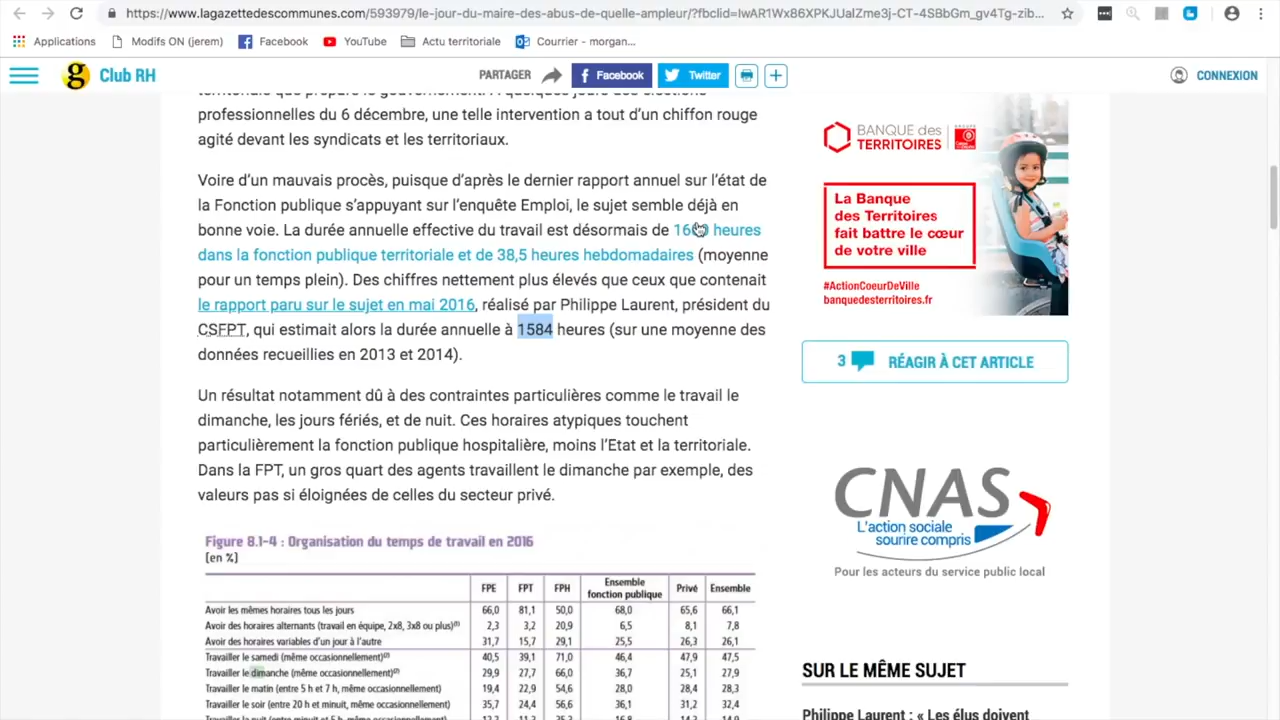 https://www.lagazettedescommunes.com/593979/le-jour-du-maire-des-abus-de-quelle-ampleur/?fbclid=IwAR1Wx86XPKJUaIZme3j-CT-4SBbGm_gv4Tg-zib...
Applications Modifs ON (jerem) Facebook YouTube Actu territoriale Courrier - morgan...
g Club RH PARTAGER Facebook Twitter CONNEXION
professionnelles du 6 décembre, une telle intervention a tout d’un chiffon rouge
agité devant les syndicats et les territoriaux.
Voire d’un mauvais procès, puisque d’après le dernier rapport annuel sur l’état de
la Fonction publique s’appuyant sur l’enquête Emploi, le sujet semble déjà en
bonne voie. La durée annuelle effective du travail est désormais de heures
dans la fonction publique territoriale et de 38,5 heures hebdomadaires (moyenne
pour un temps plein). Des chiffres nettement plus élevés que ceux que contenait
le rapport paru sur le sujet en mai 2016, réalisé par Philippe Laurent, président du
CSFPT, qui estimait alors la durée annuelle à 1584 heures (sur une moyenne des
données recueillies en 2013 et 2014).
Un résultat notamment dû à des contraintes particulières comme le travail le
dimanche, les jours fériés, et de nuit. Ces horaires atypiques touchent
particulièrement la fonction publique hospitalière, moins l’Etat et la territoriale.
Dans la FPT, un gros quart des agents travaillent le dimanche par exemple, des
valeurs pas si éloignées de celles du secteur privé.
Figure 8.1-4 : Organisation du temps de travail en 2016
(en %)
FPE FPT FPH Ensemble fonction publique Privé Ensemble
Avoir les mêmes horaires tous les jours 66,0 81,1 50,0 68,0 65,6 66,1
Avoir des horaires alternants (travail en équipe, 2x8, 3x8 ou plus)(1) 2,3 3,2 20,9 6,5 8,1 7,8
Avoir des horaires variables d’un jour à l’autre 31,7 15,7 29,1 25,5 26,3 26,1
Travailler le samedi (même occasionnellement)(2) 40,5 39,1 71,0 46,4 47,9 47,5
Travailler le dimanche (même occasionnellement)(2) 29,9 27,7 66,0 36,7 25,1 27,9
Travailler le matin (entre 5 h et 7 h, même occasionnellement) 19,4 22,9 54,6 28,0 28,4 28,3
Travailler le soir (entre 20 h et minuit, même occasionnellement) 35,7 24,4 56,6 36,1 31,2 32,4
BANQUE des
TERRITOIRES
La Banque
des Territoires
fait battre le cœur
de votre ville
#ActionCoeurDeVille
banquedesterritoires.fr
3 RÉAGIR À CET ARTICLE
CNAS
L'action sociale
sourire compris
Pour les acteurs du service public local
SUR LE MÊME SUJET
Philippe Laurent : « Les élus doivent